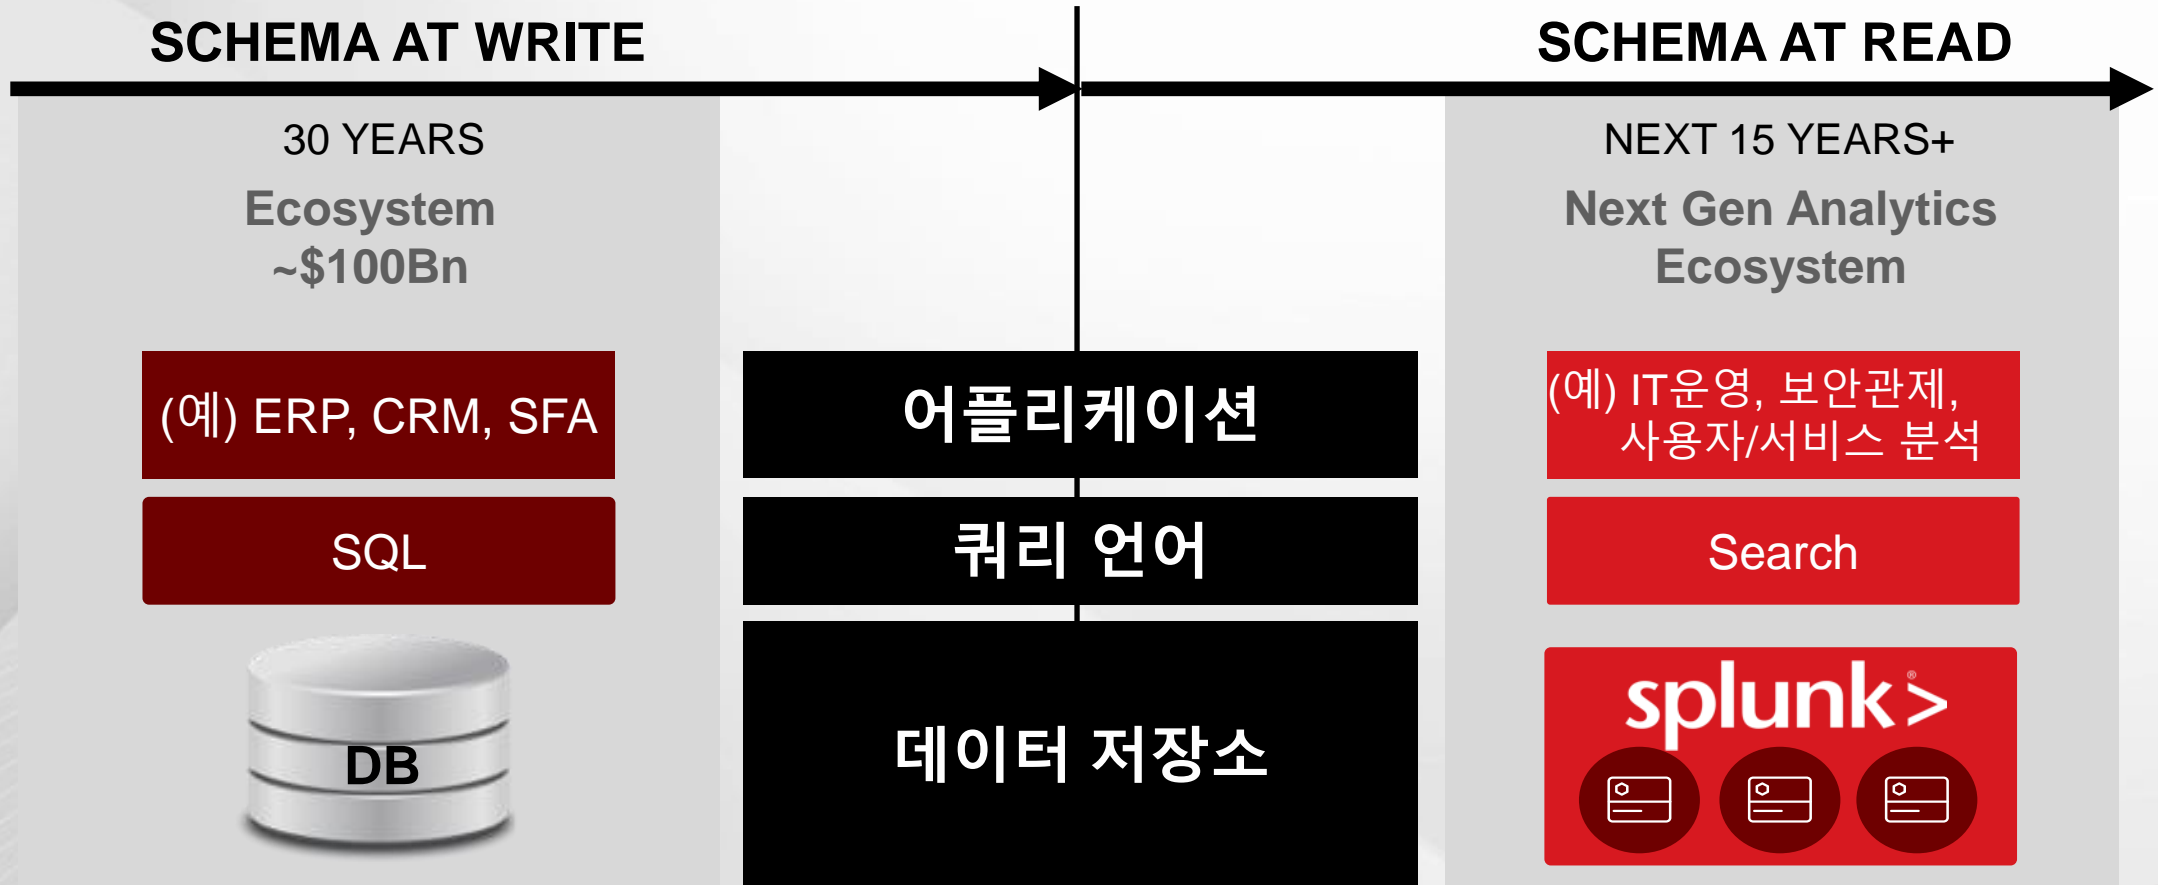 SCHEMA AT WRITE
SCHEMA AT READ
30 YEARS
Ecosystem
~$100Bn
NEXT 15 YEARS+
Next Gen Analytics
Ecosystem
(예) ERP, CRM, SFA
어플리케이션
(예) IT운영, 보안관제,
사용자/서비스 분석
SQL
쿼리 언어
Search
DB
데이터 저장소
splunk>®